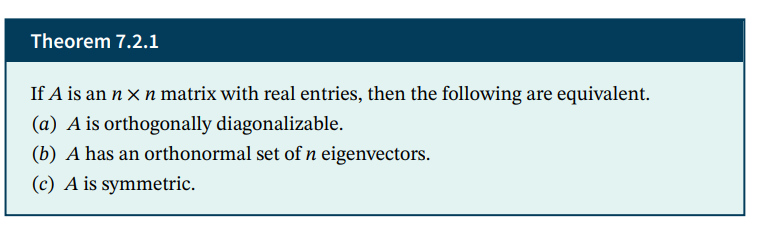 Theorem 7.2.1
If A is an n × n matrix with real entries, then the following are equivalent.
(a) A is orthogonally diagonalizable.
(b) A has an orthonormal set of n eigenvectors.
(c) A is symmetric.